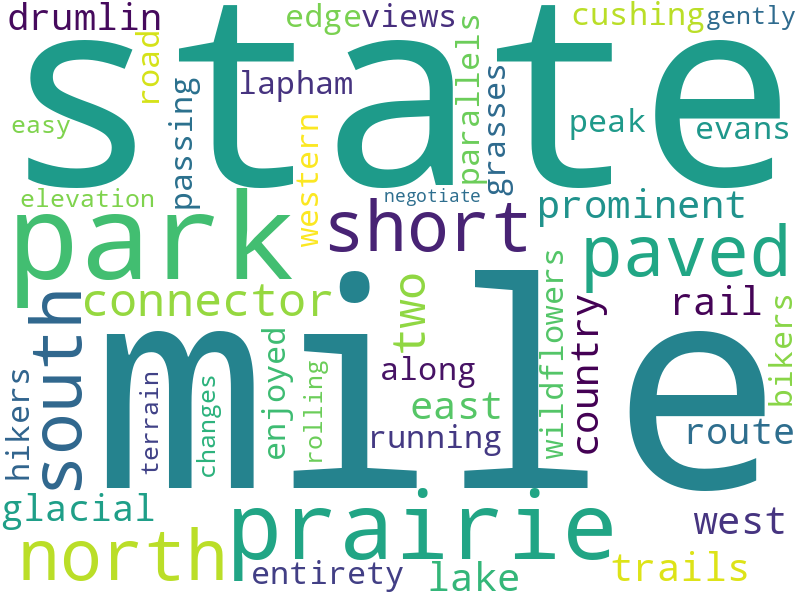 drumlin
state
edge
views
cushing
gently
road
parallels
lapham
passing
grasses
easy
peak
evans
western
elevation
negotiate
park
short
prominent
paved
connector
south
mile
two
wildflowers
country
rail
bikers
hikers
terrain
changes
enjoyed
rolling
along
east
running
route
glacial
prairie
west
north
entirety
lake
trails